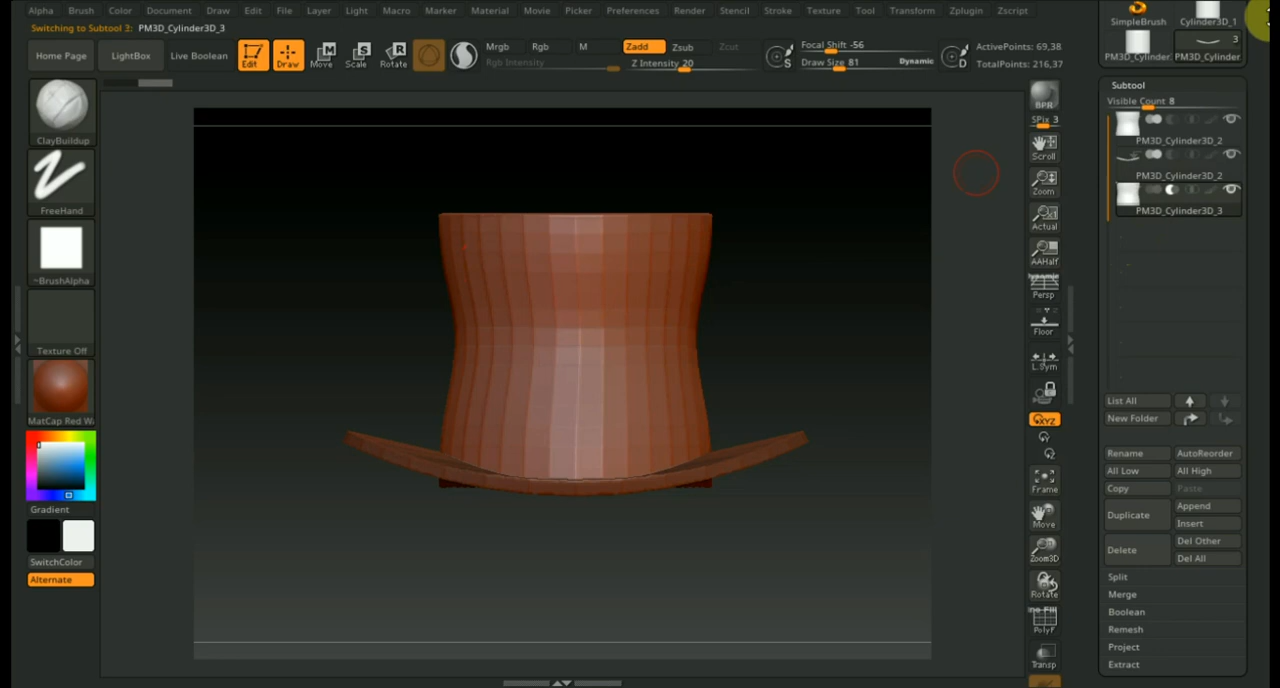 Alpha Brush Color Document Draw Edit File Layer Light Macro Marker Material Movie Picker Preferences Render Stencil Stroke Texture Tool Transform Zplugin Zscript
Switching to Subtool 3: PM3D_Cylinder3D_3
Home Page LightBox Live Boolean Edit Draw Move Scale Rotate
Mrgb Rgb M Zadd Zsub Zcut
Rgb Intensity Z Intensity 20
Focal Shift -56
Draw Size 81 Dynamic
ActivePoints: 69,38
TotalPoints: 216,37
SimpleBrush Cylinder3D_1
3
PM3D_Cylinder PM3D_Cylinder
ClayBuildup
FreeHand
~BrushAlpha
Texture Off
MatCap Red W
Gradient
SwitchColor
Alternate
BPR
SPix 3
Scroll
Zoom
Actual
AAHalf
Dynamic
Persp
Floor
L.Sym
XYZ
Frame
Move
Zoom3D
Rotate
PolyF
Transp
Subtool
Visible Count 8
PM3D_Cylinder3D_2
PM3D_Cylinder3D_2
PM3D_Cylinder3D_3
List All
New Folder
Rename AutoReorder
All Low All High
Copy Paste
Duplicate Append
Insert
Delete Del Other
Del All
Split
Merge
Boolean
Remesh
Project
Extract